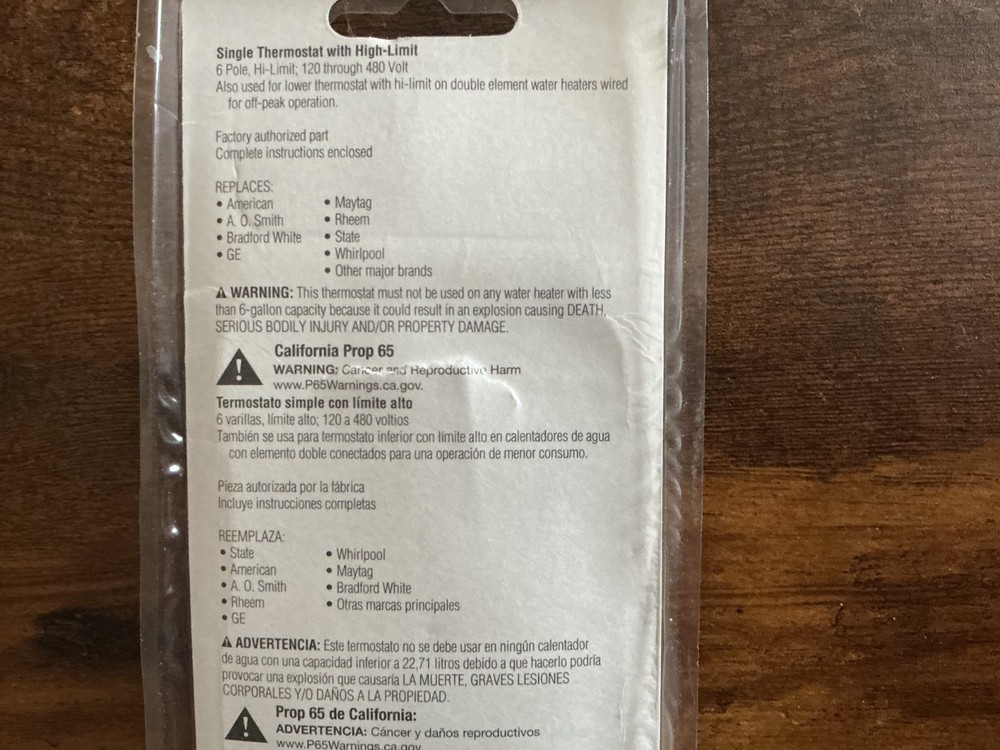 Single Thermostat with High-Limit
6 Pole, Hi-Limit; 120 through 480 Volt
Also used for lower thermostat with hi-limit on double element water heaters wired
for off-peak operation.
Factory authorized part
Complete instructions enclosed
REPLACES:
• American
• A. O. Smith
• Bradford White
• GE
• Maytag
• Rheem
• State
• Whirlpool
• Other major brands
⚠ WARNING: This thermostat must not be used on any water heater with less
than 6-gallon capacity because it could result in an explosion causing DEATH,
SERIOUS BODILY INJURY AND/OR PROPERTY DAMAGE.
California Prop 65
WARNING: Cancer and Reproductive Harm
www.P65Warnings.ca.gov.
Termostato simple con límite alto
6 varillas, límite alto; 120 a 480 voltios
También se usa para termostato inferior con límite alto en calentadores de agua
con elemento doble conectados para una operación de menor consumo.
Pieza autorizada por la fábrica
Incluye instrucciones completas
REEMPLAZA:
• State
• American
• A. O. Smith
• Rheem
• GE
• Whirlpool
• Maytag
• Bradford White
• Otras marcas principales
⚠ ADVERTENCIA: Este termostato no se debe usar en ningún calentador
de agua con una capacidad inferior a 22,71 litros debido a que hacerlo podría
provocar una explosión que causaría LA MUERTE, GRAVES LESIONES
CORPORALES Y/O DAÑOS A LA PROPIEDAD.
Prop 65 de California:
ADVERTENCIA: Cáncer y daños reproductivos
www.P65Warnings.ca.gov